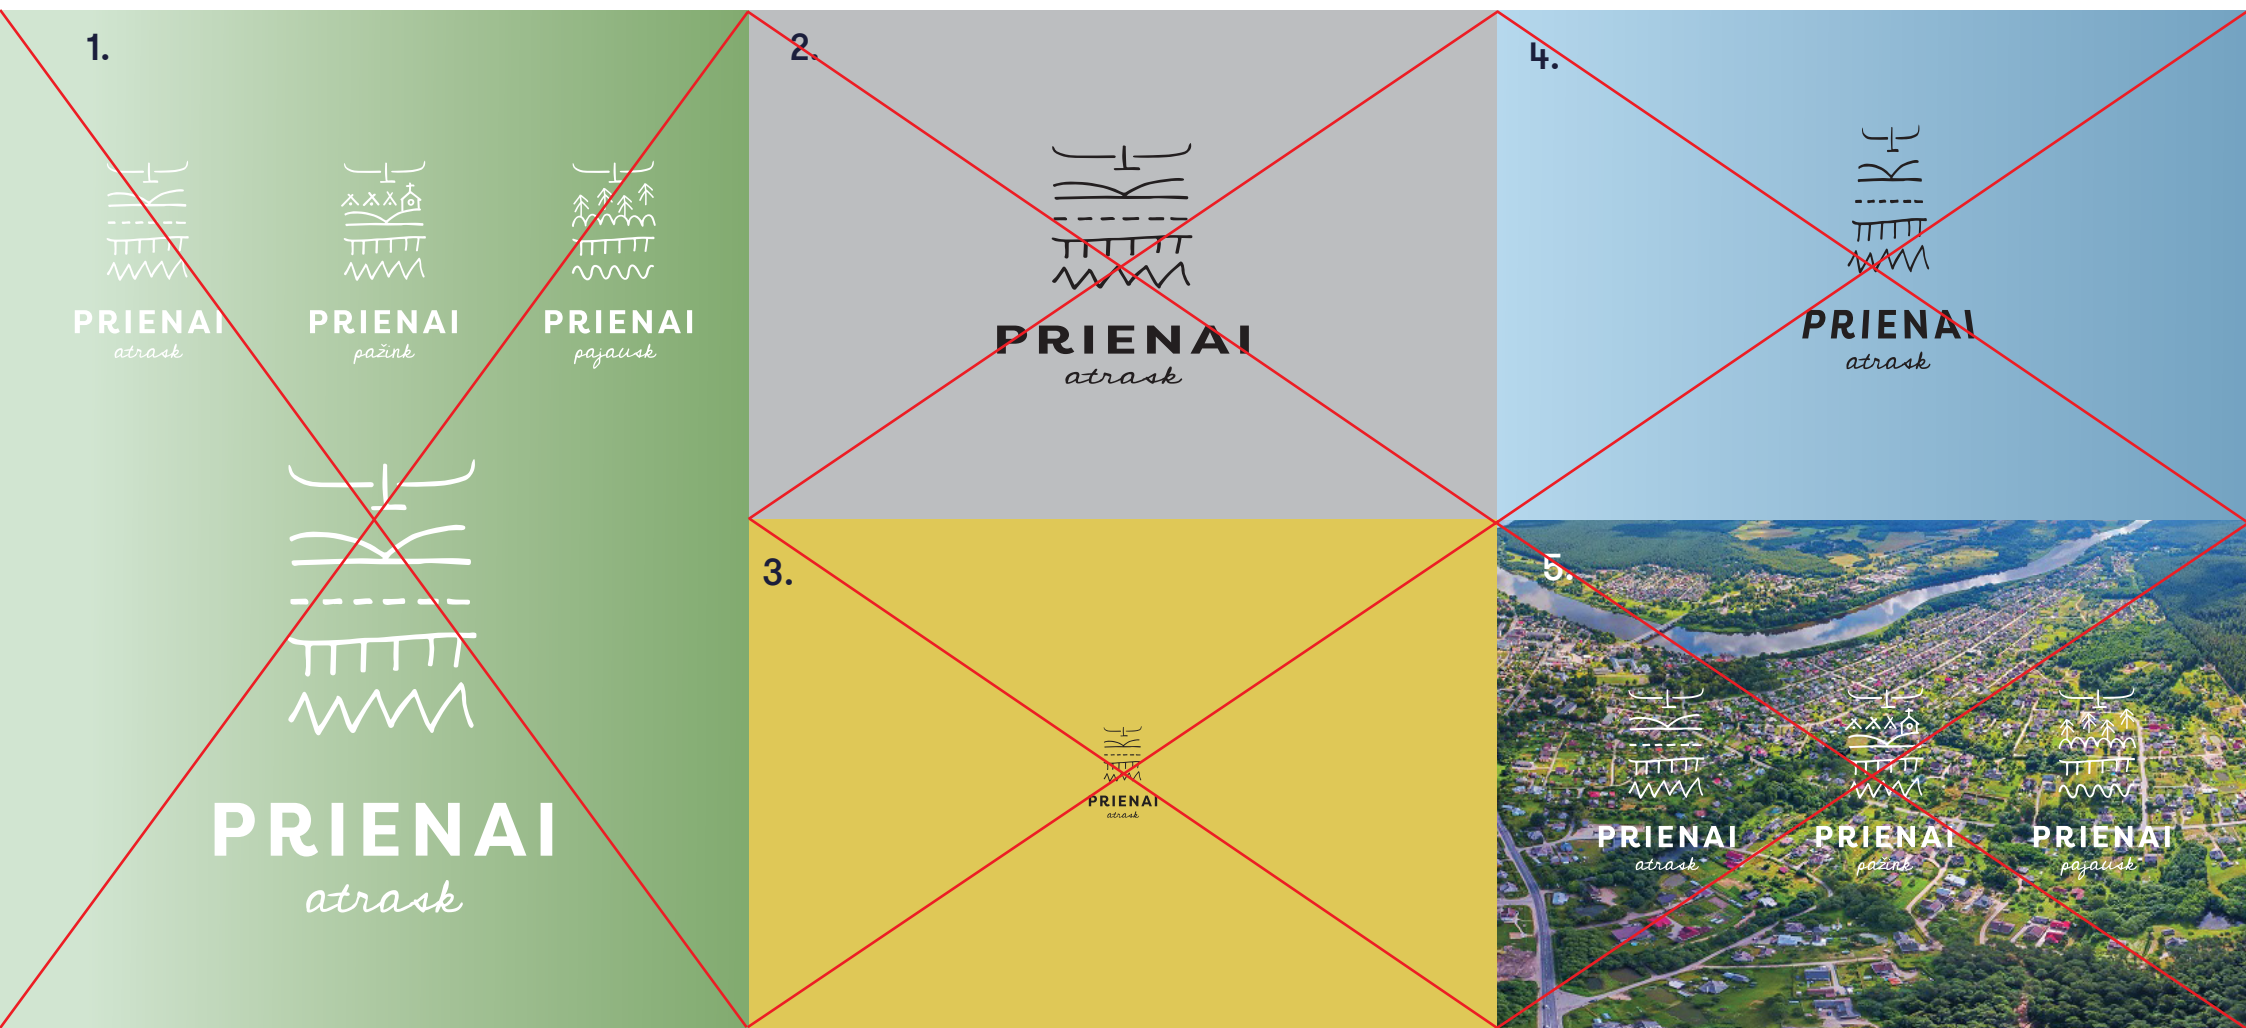 1.
PRIENAI PRIENAI PRIENAI
atrask pažink pajausk
PRIENAI
atrask
2.
PRIENAI
atrask
3.
PRIENAI
atrask
4.
PRIENAI
atrask
5.
PRIENAI PRIENAI PRIENAI
atrask pažink pajausk